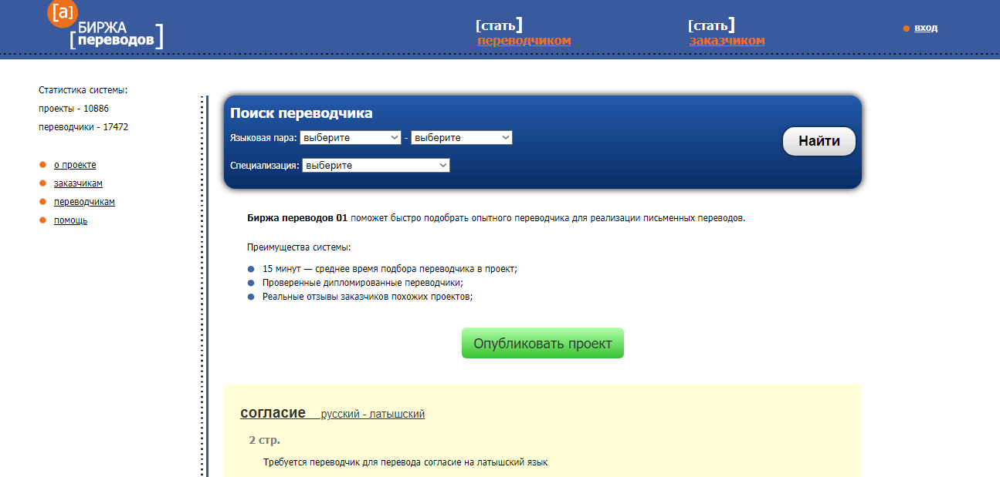 [а]
БИРЖА
[переводов]
[стать]
переводчиком
[стать]
заказчиком
вход
Статистика системы:
проекты - 10886
переводчики - 17472
о проекте
заказчикам
переводчикам
помощь
Поиск переводчика
Языковая пара: выберите - выберите
Специализация: выберите
Найти
Биржа переводов 01 поможет быстро подобрать опытного переводчика для реализации письменных переводов.
Преимущества системы:
15 минут — среднее время подбора переводчика в проект;
Проверенные дипломированные переводчики;
Реальные отзывы заказчиков похожих проектов;
Опубликовать проект
согласие русский - латышский
2 стр.
Требуется переводчик для перевода согласие на латышский язык